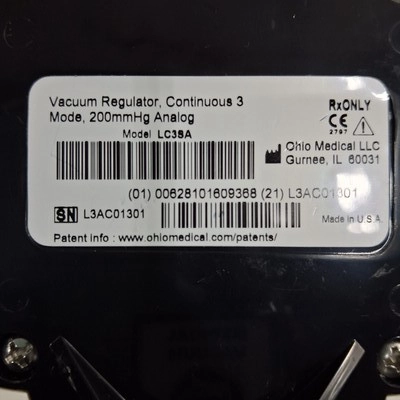 Vacuum Regulator, Continuous 3
Mode, 200mmHg Analog
Model LC3SA
RxONLY
CE
2797
Ohio Medical LLC
Gurnee, IL 60031
(01) 00628101609368 (21) L3AC01301
SN L3AC01301
Made in U.S.A.
Patent info : www.ohiomedical.com/patents/